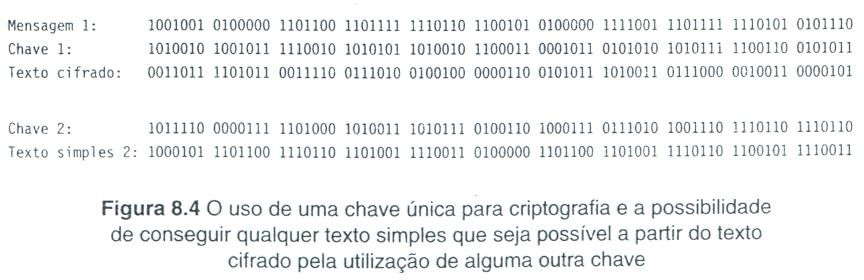 Mensagem 1: 1001001 0100000 1101100 1101111 1110110 1100101 0100000 1111001 1101111 1110101 0101110
Chave 1: 1010010 1001011 1110010 1010101 1010010 1100011 0001011 0101010 1010111 1100110 0101011
Texto cifrado: 0011011 1101011 0011110 0111010 0100100 0000110 0101011 1010011 0111000 0010011 0000101
Chave 2: 1011110 0000111 1101000 1010011 1010111 0100110 1000111 0111010 1001110 1110110 1110110
Texto simples 2: 1000101 1101100 1110110 1101001 1110011 0100000 1101100 1101001 1110110 1100101 1110011
Figura 8.4 O uso de uma chave única para criptografia e a possibilidade
de conseguir qualquer texto simples que seja possível a partir do texto
cifrado pela utilização de alguma outra chave